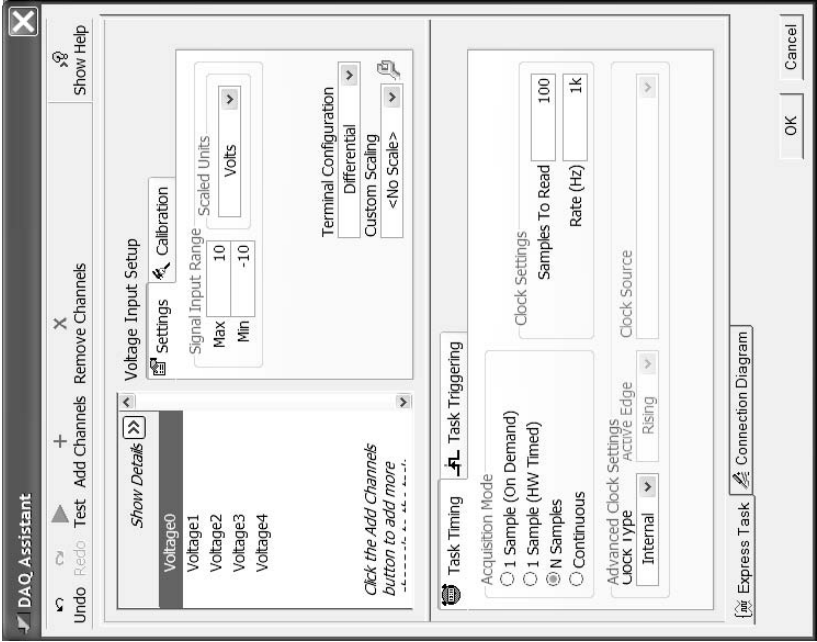 DAQ Assistant
Undo Redo Test Add Channels Remove Channels Show Help
Show Details
Voltage0
Voltage1
Voltage2
Voltage3
Voltage4
Click the Add Channels
button to add more
Voltage Input Setup
Settings Calibration
Signal Input Range
Max 10
Min -10
Scaled Units
Volts
Terminal Configuration
Differential
Custom Scaling
<No Scale>
Task Timing Task Triggering
Acquisition Mode
1 Sample (On Demand)
1 Sample (HW Timed)
N Samples
Continuous
Clock Settings
Samples To Read 100
Rate (Hz) 1k
Advanced Clock Settings
Clock Type Active Edge Clock Source
Internal Rising
Express Task Connection Diagram
OK Cancel